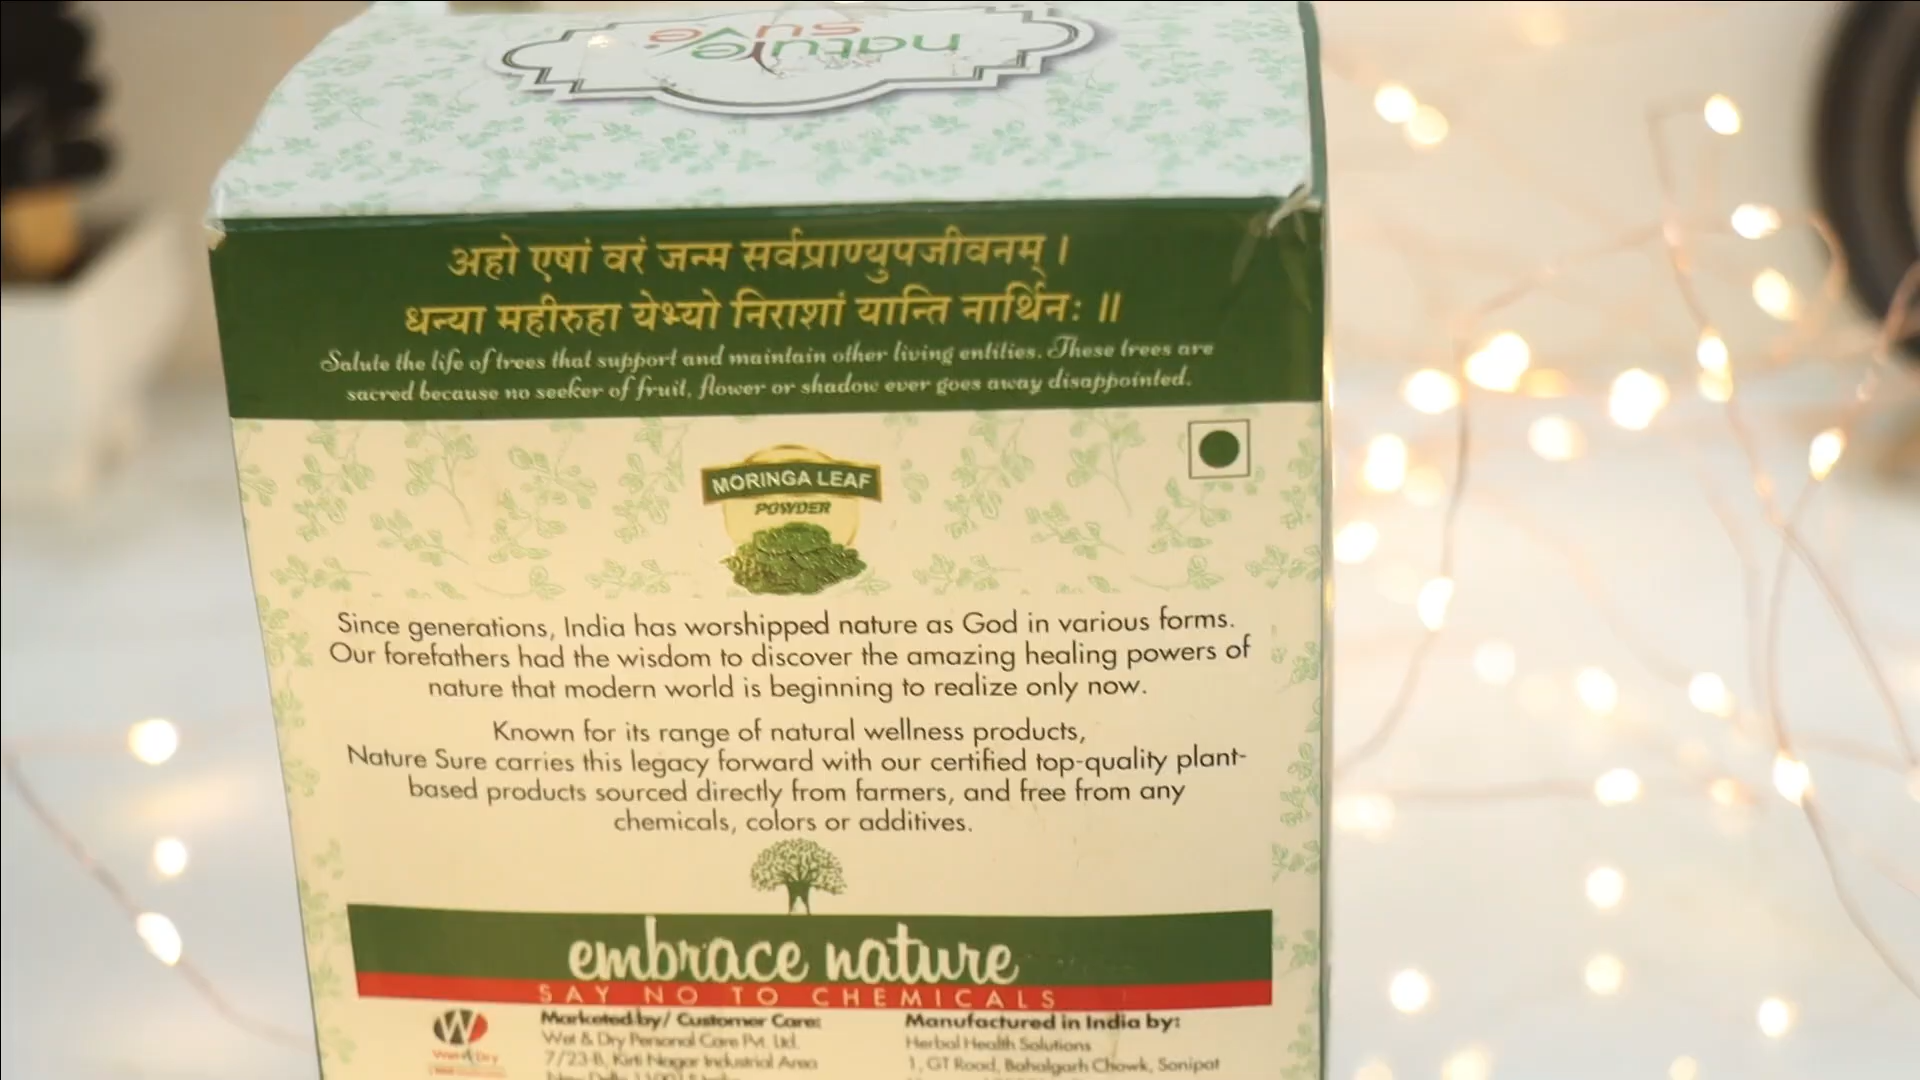 nature
sure
अहो एषां वरं जन्म सर्वप्राण्युपजीवनम् ।
धन्या महीरुहा येभ्यो निराशां यान्ति नार्थिनः ॥
Salute the life of trees that support and maintain other living entities. These trees are
sacred because no seeker of fruit, flower or shadow ever goes away disappointed.
MORINGA LEAF
POWDER
Since generations, India has worshipped nature as God in various forms.
Our forefathers had the wisdom to discover the amazing healing powers of
nature that modern world is beginning to realize only now.
Known for its range of natural wellness products,
Nature Sure carries this legacy forward with our certified top-quality plant-
based products sourced directly from farmers, and free from any
chemicals, colors or additives.
embrace nature
SAY NO TO CHEMICALS
Marketed by/ Customer Care:
Wet & Dry Personal Care Pvt. Ltd.
7/23-B, Kirti Nagar Industrial Area
Wet & Dry
Manufactured in India by:
Herbal Health Solutions
1, GT Road, Bahalgarh Chowk, Sonipat